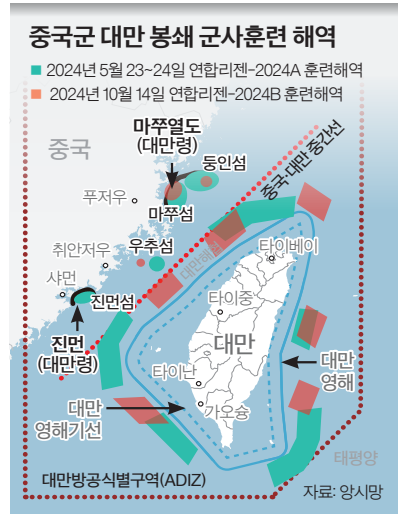 중국군 대만 봉쇄 군사훈련 해역
2024년 5월 23~24일 연합리젠-2024A 훈련해역
2024년 10월 14일 연합리젠-2024B 훈련해역
마쭈열도
(대만령)
중국
둥인섬
중국·대만 중간선
푸저우
마쭈섬
우추섬
취안저우
대만해협
타이베이
샤먼
진먼섬
타이중
진먼
(대만령)
대만
대만
영해
타이난
대만
영해기선
가오슝
태평양
대만방공식별구역(ADIZ)
자료: 앙시망